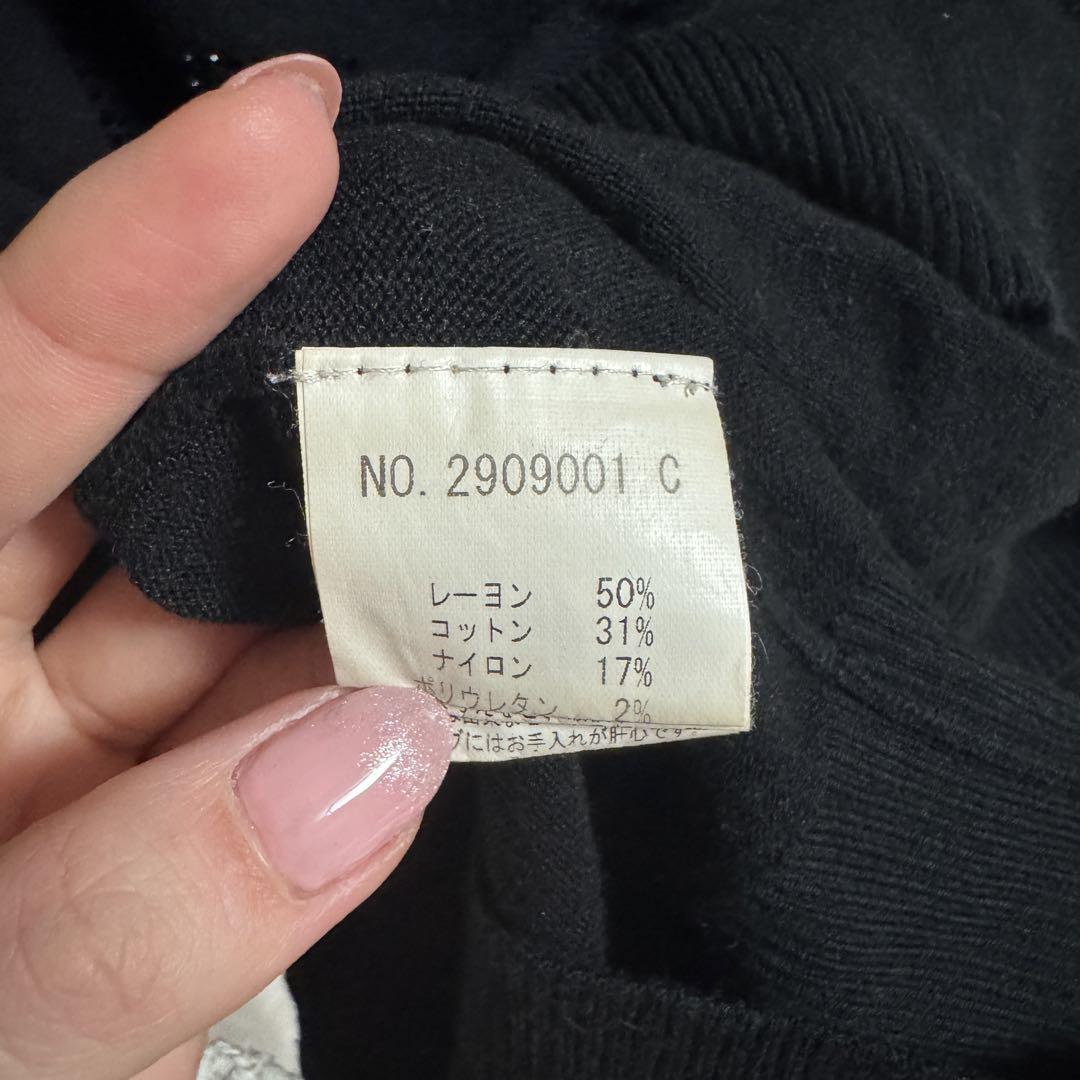 NO. 2909001 C
レーヨン 50%
コットン 31%
ナイロン 17%
ポリウレタン 2%
にはお手入れが肝心です。